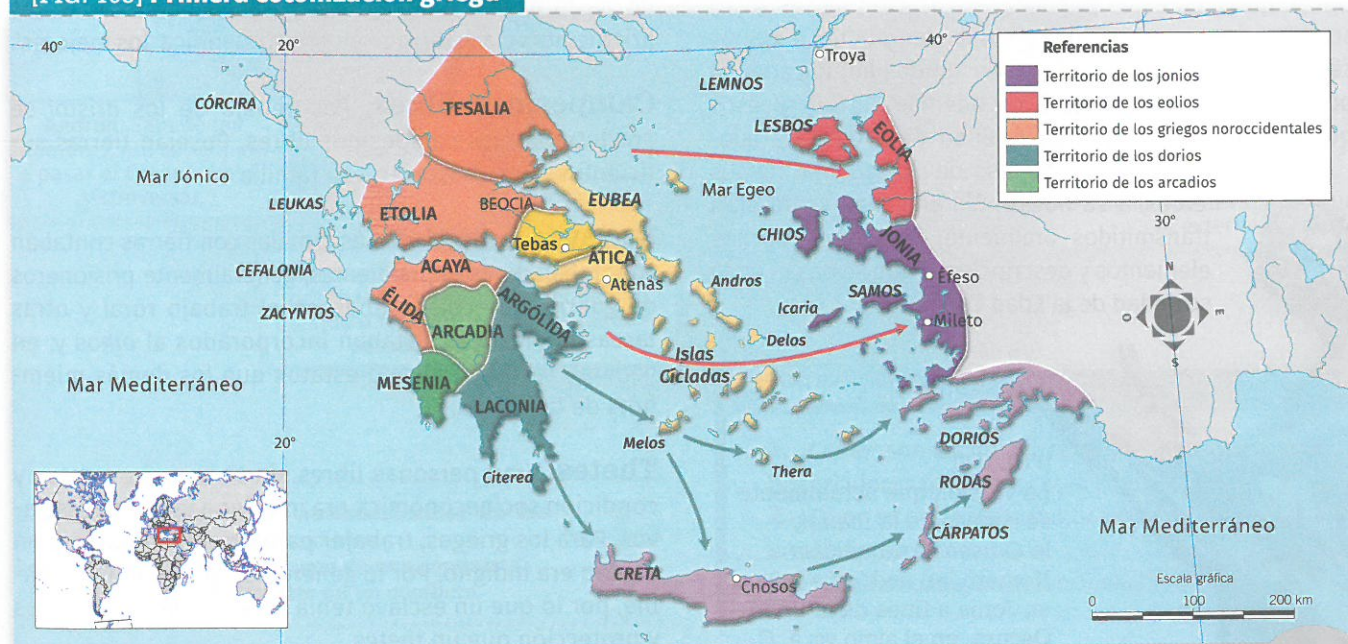 Primera colonización griega
40°
20°
40°
Troya
LEMNOS
CÓRCIRA
TESALIA
LESBOS
EOLIA
Referencias
Territorio de los jonios
Territorio de los eolios
Territorio de los griegos noroccidentales
Territorio de los dorios
Territorio de los arcadios
Mar Jónico
LEUKAS
ETOLIA
BEOCIA
EUBEA
Mar Egeo
30°
CHIOS
JONIA
Tebas
CEFALONIA
ACAYA
ÁTICA
Atenas
Andros
SAMOS
Éfeso
ÉLIDA
ARGÓLIDA
ZACYNTOS
ARCADIA
Icaria
Mileto
Delos
Islas
Cícladas
Mar Mediterráneo
MESENIA
LACONIA
N
O
E
S
20°
Melos
Thera
DORIOS
Citerea
RODAS
CÁRPATOS
Mar Mediterráneo
CRETA
Cnosos
Escala gráfica
0 100 200 km